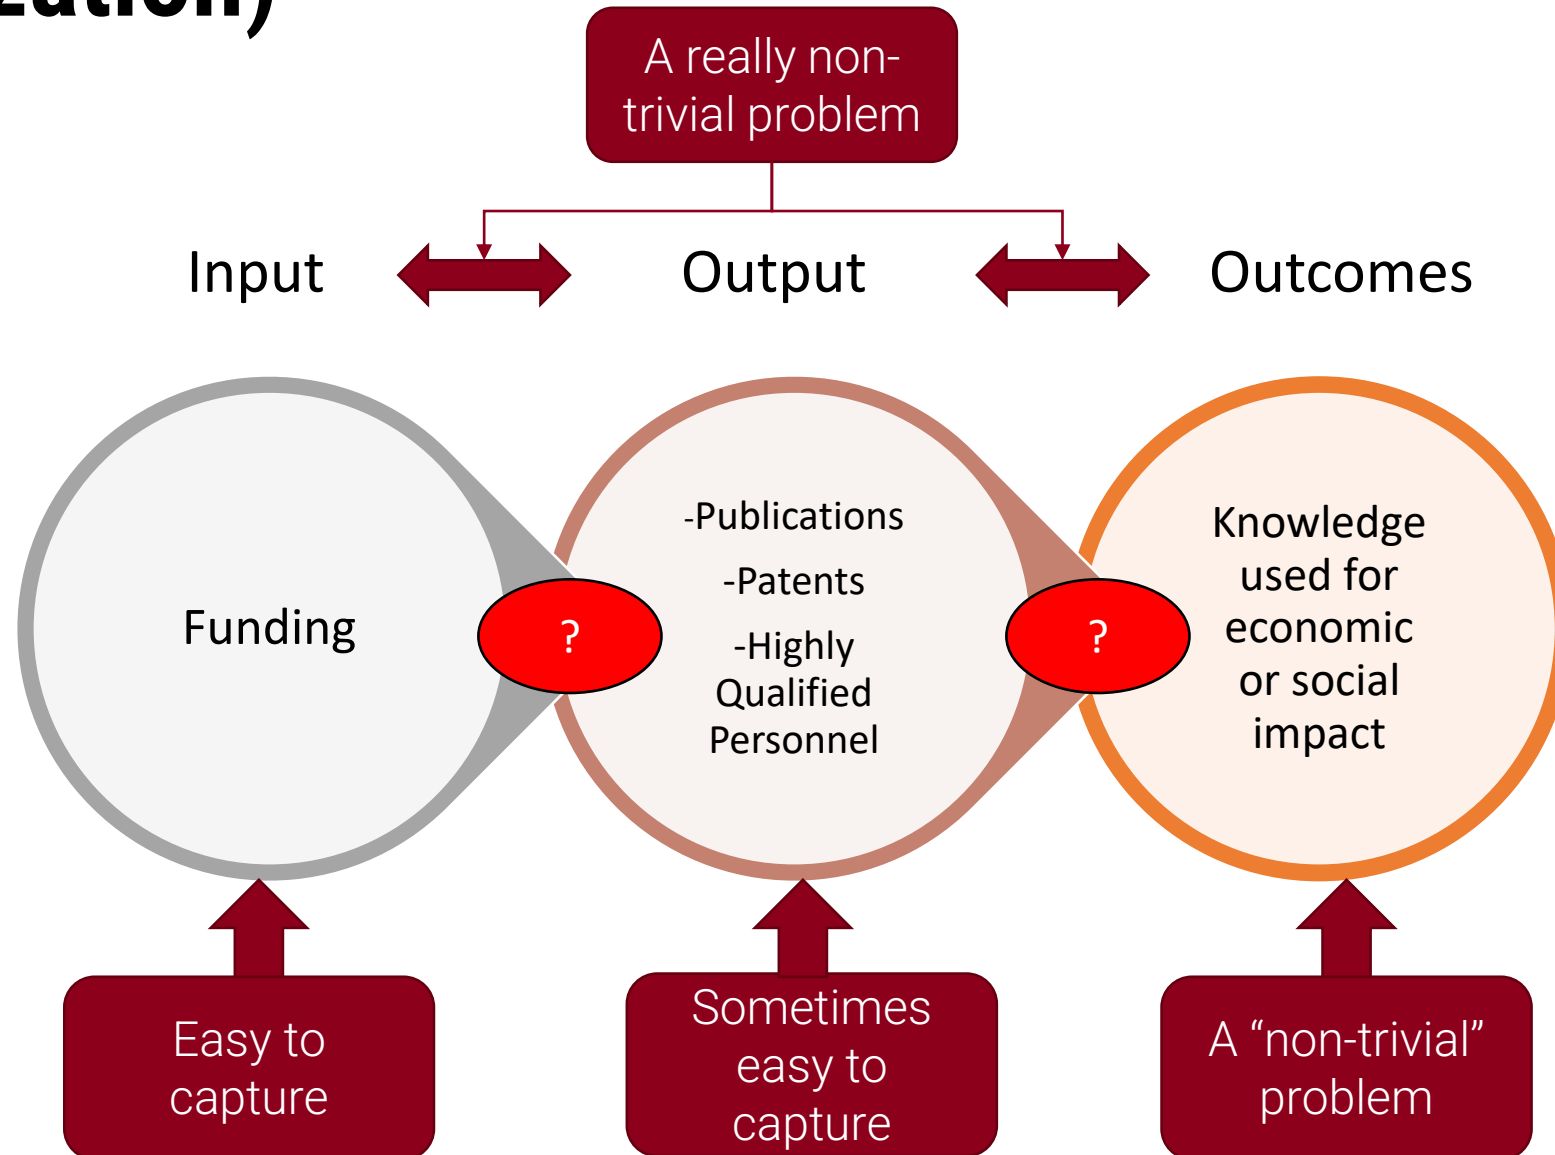 zation)
A really non-
trivial problem
Input
Output
Outcomes
Funding
?
-Publications
-Patents
-Highly
Qualified
Personnel
?
Knowledge
used for
economic
or social
impact
Easy to
capture
Sometimes
easy to
capture
A “non-trivial”
problem